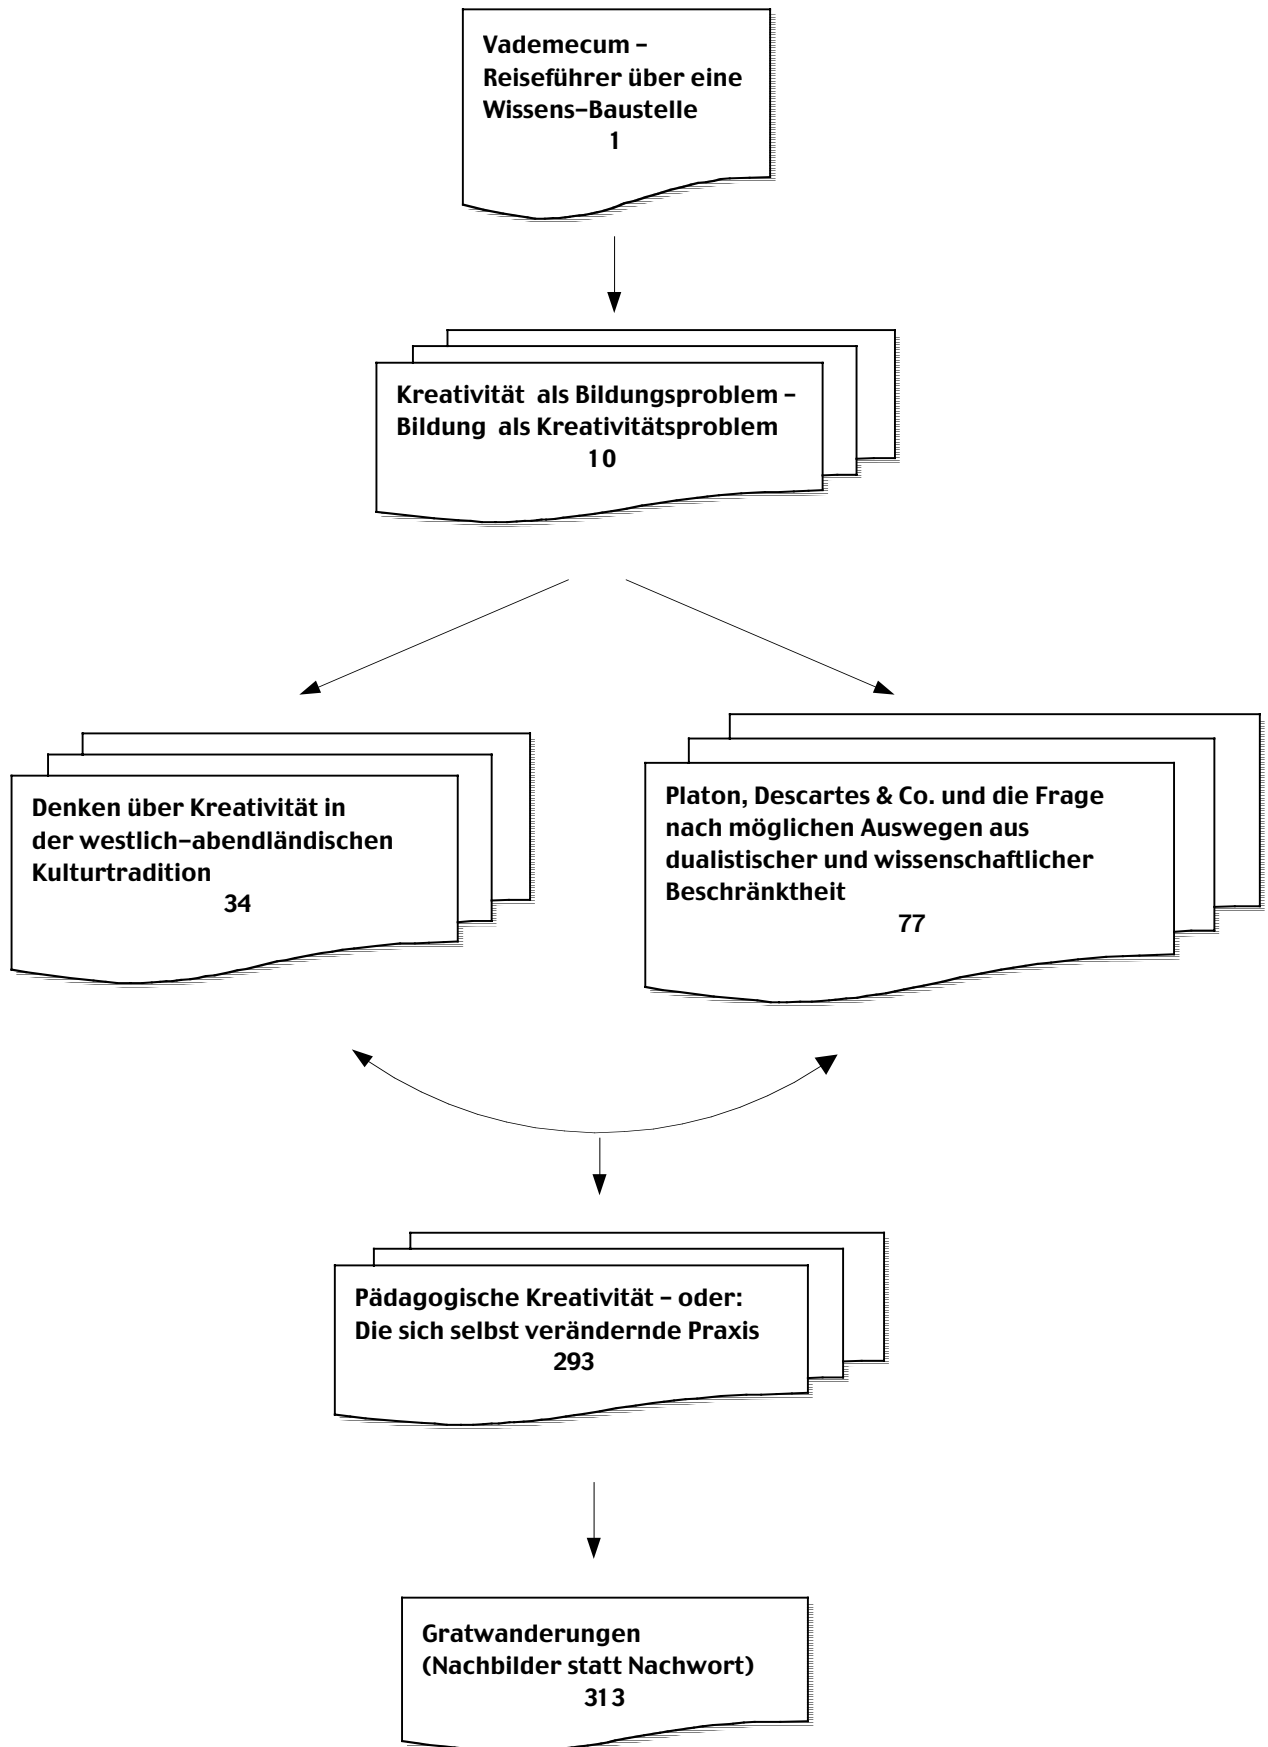 Vademecum –
Reiseführer über eine
Wissens–Baustelle
1
Kreativität als Bildungsproblem –
Bildung als Kreativitätsproblem
10
Denken über Kreativität in
der westlich–abendländischen
Kulturtradition
34
Platon, Descartes & Co. und die Frage
nach möglichen Auswegen aus
dualistischer und wissenschaftlicher
Beschränktheit
77
Pädagogische Kreativität – oder:
Die sich selbst verändernde Praxis
293
Gratwanderungen
(Nachbilder statt Nachwort)
313